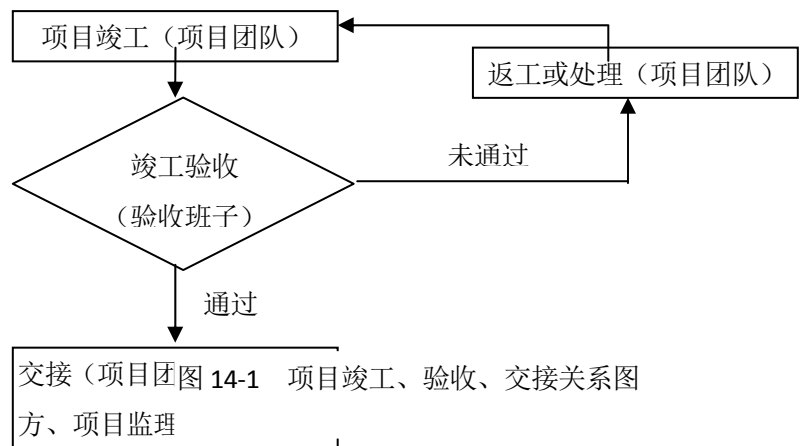 项目竣工（项目团队）
返工或处理（项目团队）
竣工验收
（验收班子）
未通过
通过
交接（项目团
图 14-1 项目竣工、验收、交接关系图
方、项目监理